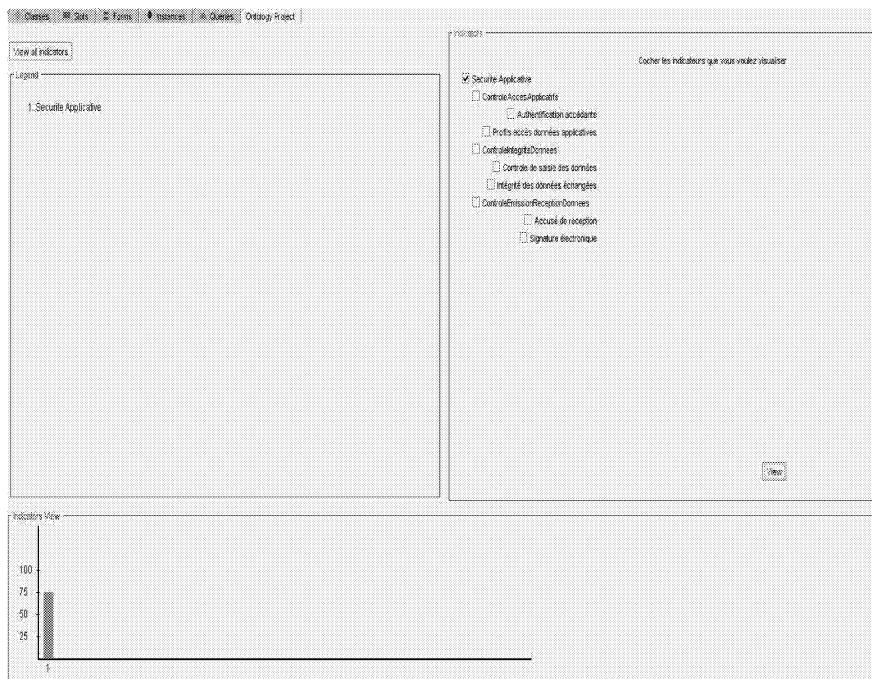 Classes Slots Forms Instances Queries Ontology Project
View all indicators
Legend
1. Securite Applicative
Indicators
Cocher les indicateurs que vous voulez visualiser
Securite Applicative
ControleAccesApplicatifs
Authentification accédants
Profils accès données applicatives
ControleIntegriteDonnees
Controle de saisie des données
Intégrité des données échangées
ControleEmissionReceptionDonnees
Accusé de reception
Signature électronique
View
Indicators View
100
75
50
25
1